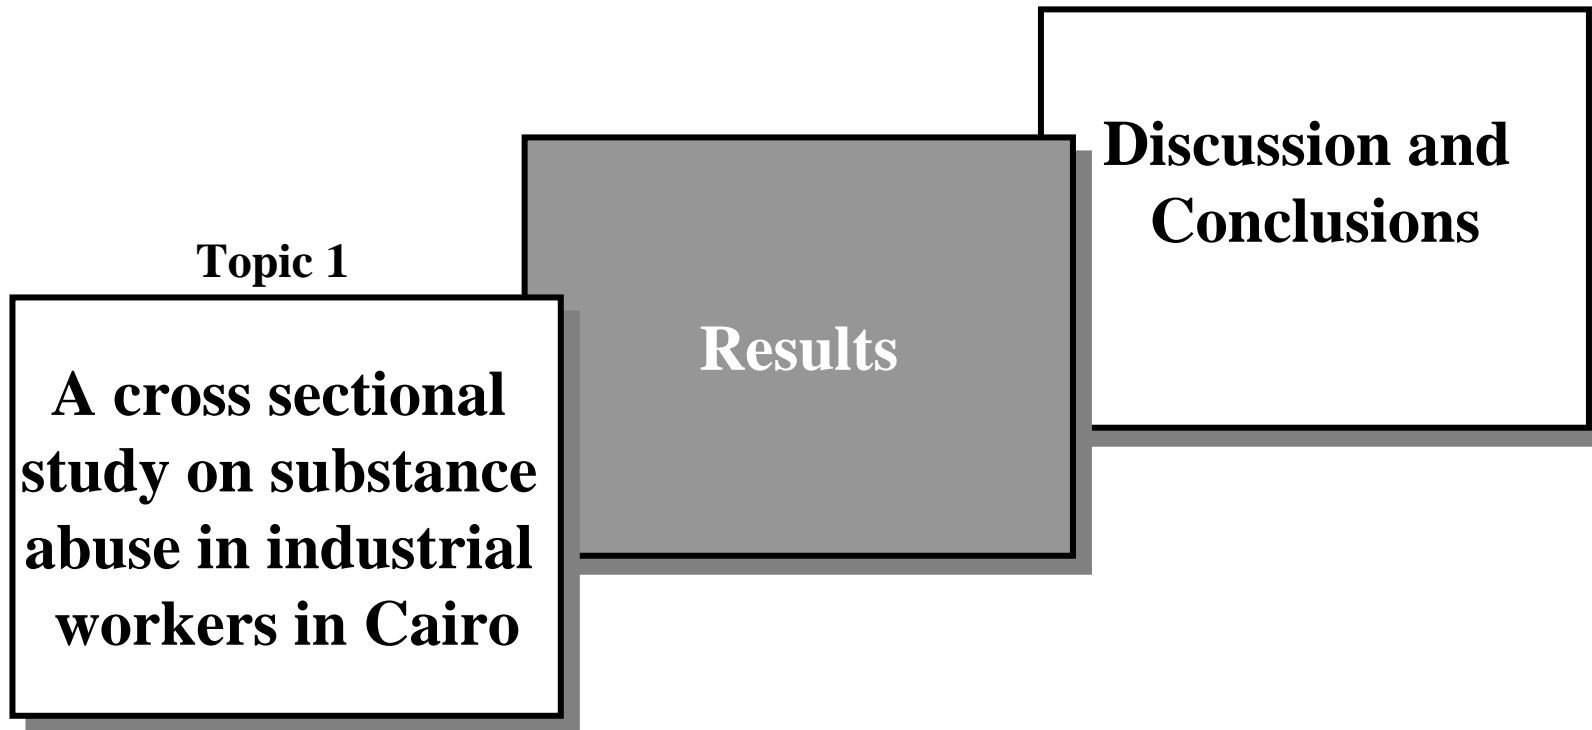 Topic 1
A cross sectional
study on substance
abuse in industrial
workers in Cairo
Results
Discussion and
Conclusions